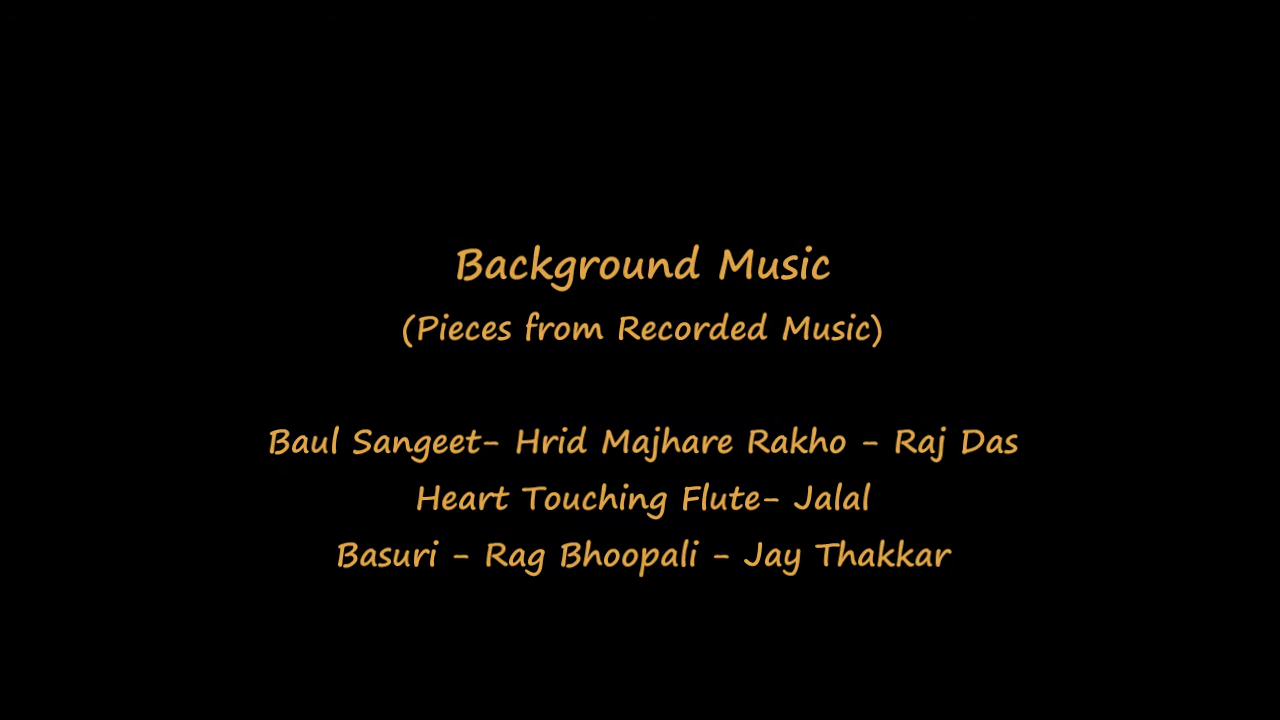 Background Music
(Pieces from Recorded Music)
Baul Sangeet- Hrid Majhare Rakho - Raj Das
Heart Touching Flute- Jalal
Basuri - Rag Bhoopali - Jay Thakkar